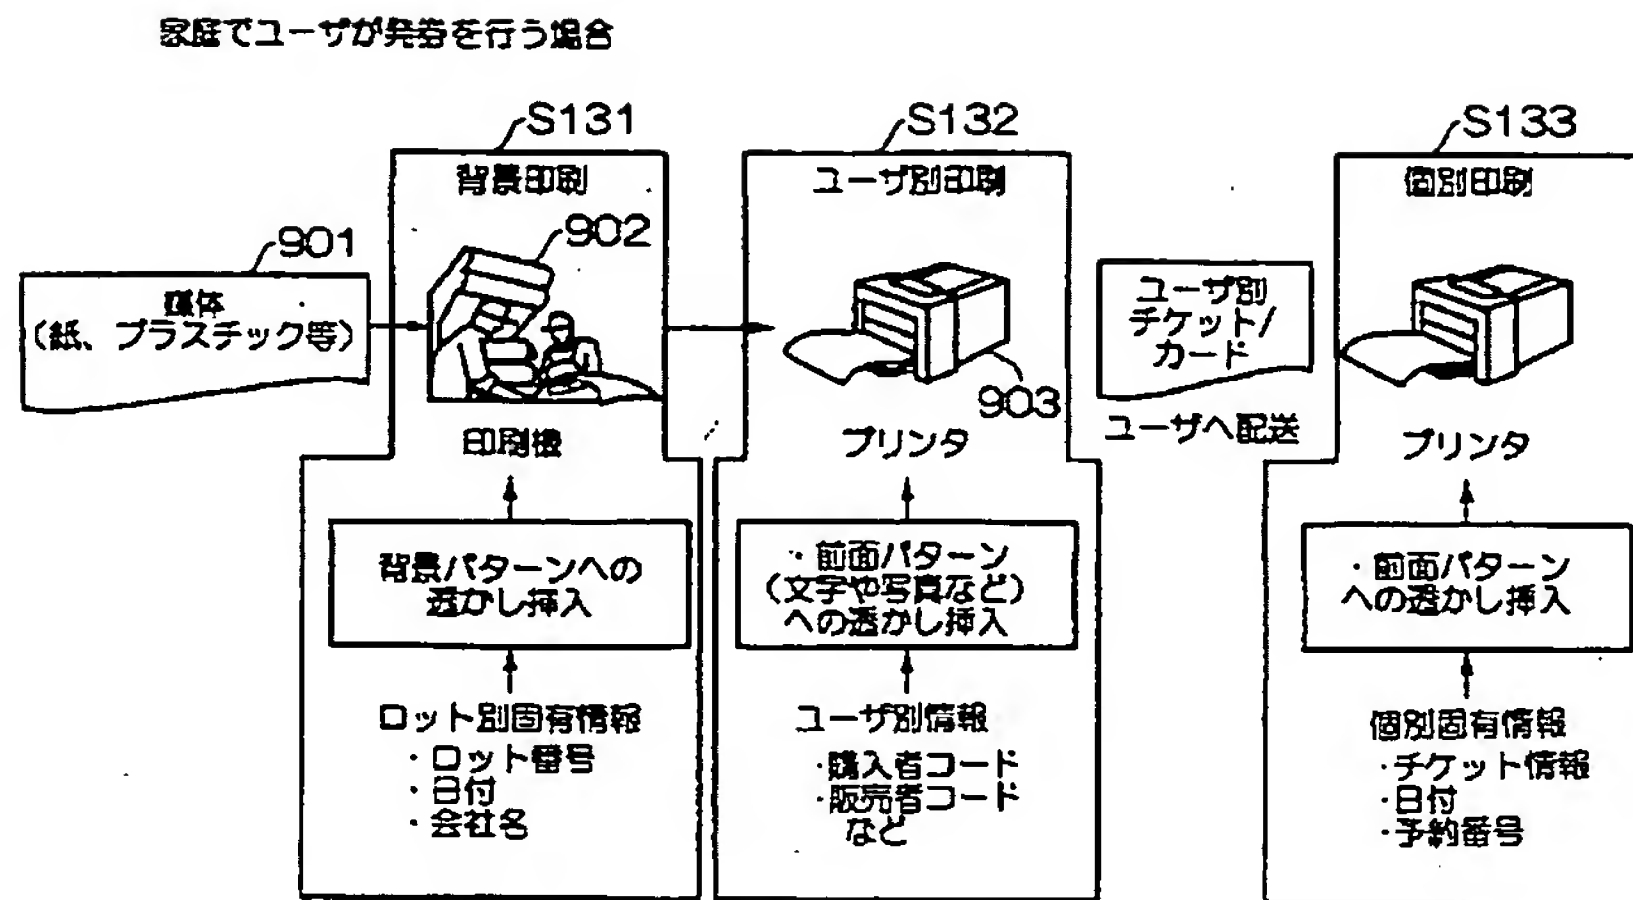 家庭でユーザが発券を行う場合
S131
背景印刷
902
印刷機
背景パターンへの
透かし挿入
ロット別固有情報
・ロット番号
・日付
・会社名
901
媒体
(紙、プラスチック等)
S132
ユーザ別印刷
903
プリンタ
・前面パターン
(文字や写真など)
への透かし挿入
ユーザ別情報
・購入者コード
・販売者コード
など
ユーザ別
チケット/
カード
ユーザへ配送
S133
個別印刷
プリンタ
・前面パターン
への透かし挿入
個別固有情報
・チケット情報
・日付
・予約番号